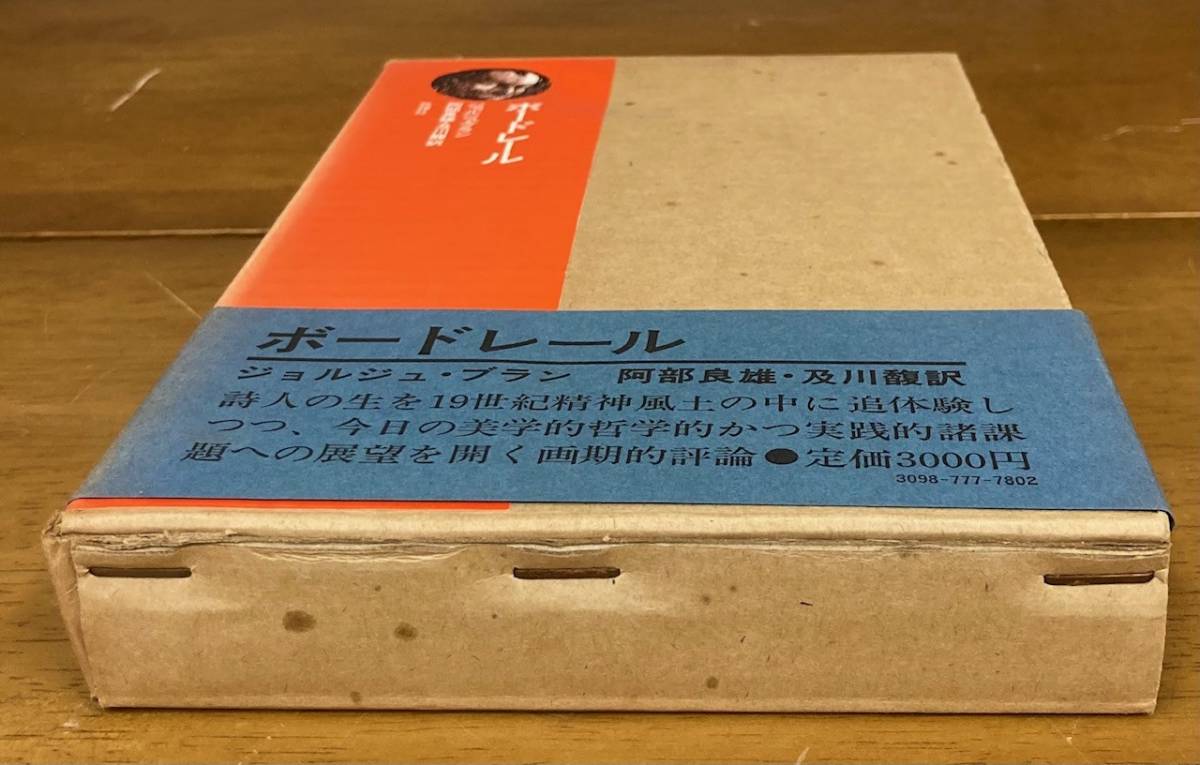 ボードレール
ボードレール
ジョルジュ・ブラン 阿部良雄・及川馥訳
詩人の生を19世紀精神風土の中に追体験し
つつ、今日の美学的哲学的かつ実践的諸課
題への展望を開く画期的評論●定価3000円
3098-777-7802